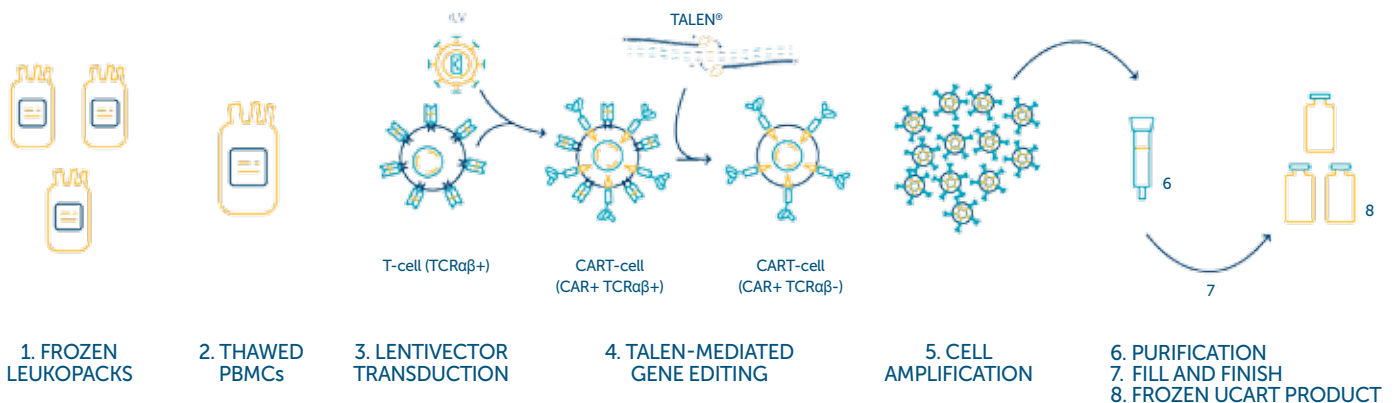 rLV
TALEN®
T-cell (TCRαβ+)
CART-cell
(CAR+ TCRαβ+)
CART-cell
(CAR+ TCRαβ-)
6
7
8
1. FROZEN
LEUKOPACKS
2. THAWED
PBMCs
3. LENTIVECTOR
TRANSDUCTION
4. TALEN-MEDIATED
GENE EDITING
5. CELL
AMPLIFICATION
6. PURIFICATION
7. FILL AND FINISH
8. FROZEN UCART PRODUCT